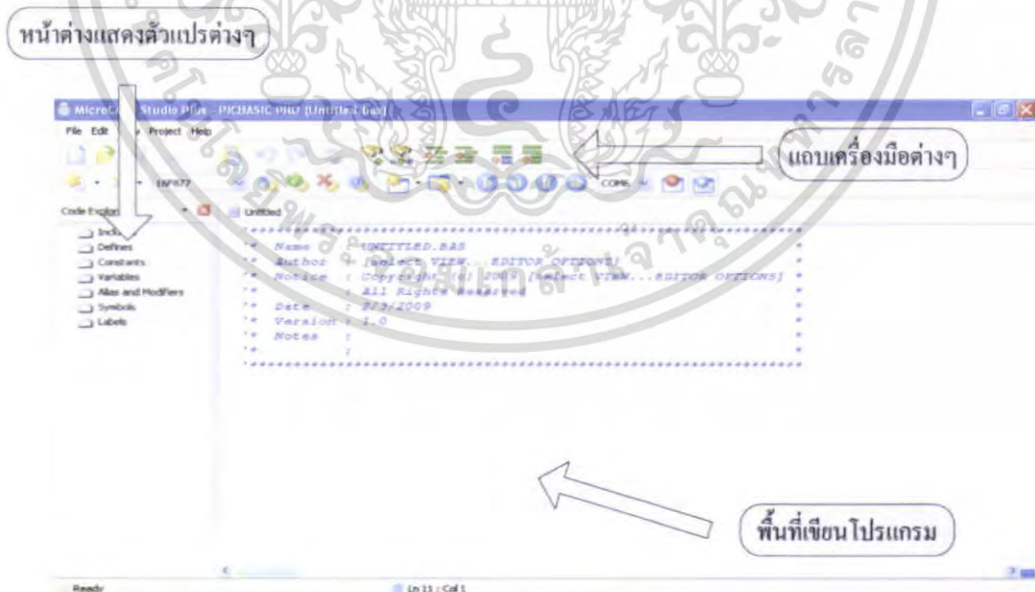 หน้าต่างแสดงตัวแปรต่างๆ
Studio Plus - PICBASIC PRO (Untitled.bas)
File Edit Project Help
แถบเครื่องมือต่างๆ
16F877
COM6
Code Explorer
Untitled
Defines
Constants
Variables
Alias and Modifiers
Symbols
Labels
'****************************************************************
'* Name : UNTITLED.BAS *
'* Author : [select VIEW...EDITOR OPTIONS] *
'* Notice : Copyright (c) 2009 [select VIEW...EDITOR OPTIONS] *
'* : All Rights Reserved *
'* Date : 2/3/2009 *
'* Version : 1.0 *
'* Notes : *
'* : *
'****************************************************************
พื้นที่เขียนโปรแกรม
Ready
Ln 11 : Col 1